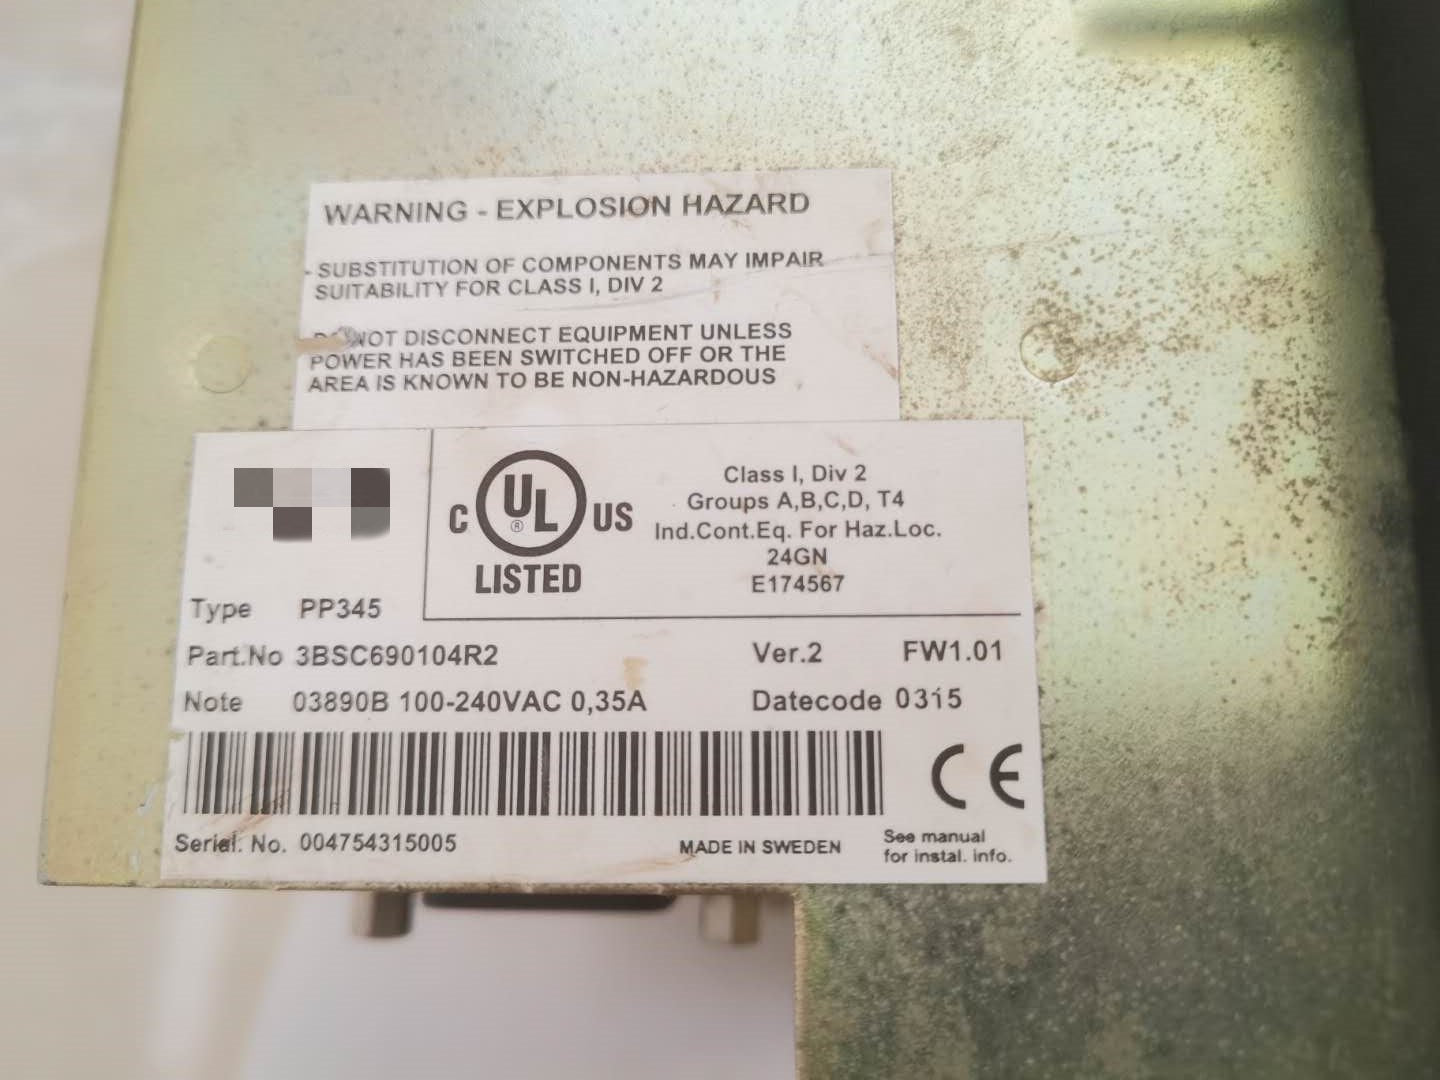 WARNING - EXPLOSION HAZARD
- SUBSTITUTION OF COMPONENTS MAY IMPAIR
SUITABILITY FOR CLASS I, DIV 2
NOT DISCONNECT EQUIPMENT UNLESS
POWER HAS BEEN SWITCHED OFF OR THE
AREA IS KNOWN TO BE NON-HAZARDOUS
C UL ® US
LISTED
Class I, Div 2
Groups A,B,C,D, T4
Ind.Cont.Eq. For Haz.Loc.
24GN
E174567
Type PP345
Part.No 3BSC690104R2 Ver.2 FW1.01
Note 03890B 100-240VAC 0,35A Datecode 0315
CE
Serial. No. 004754315005 MADE IN SWEDEN
See manual
for instal. info.